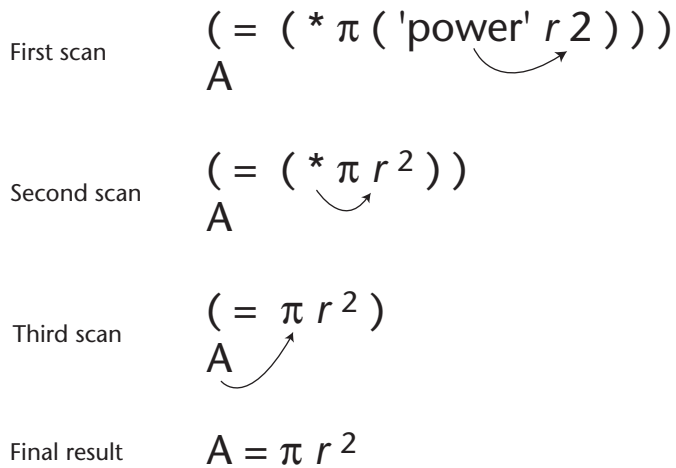 First scan
( = ( * π ( 'power' r 2 ) ) )
A
Second scan
( = ( * π r ² ) )
A
Third scan
( = π r ² )
A
Final result
A = π r ²